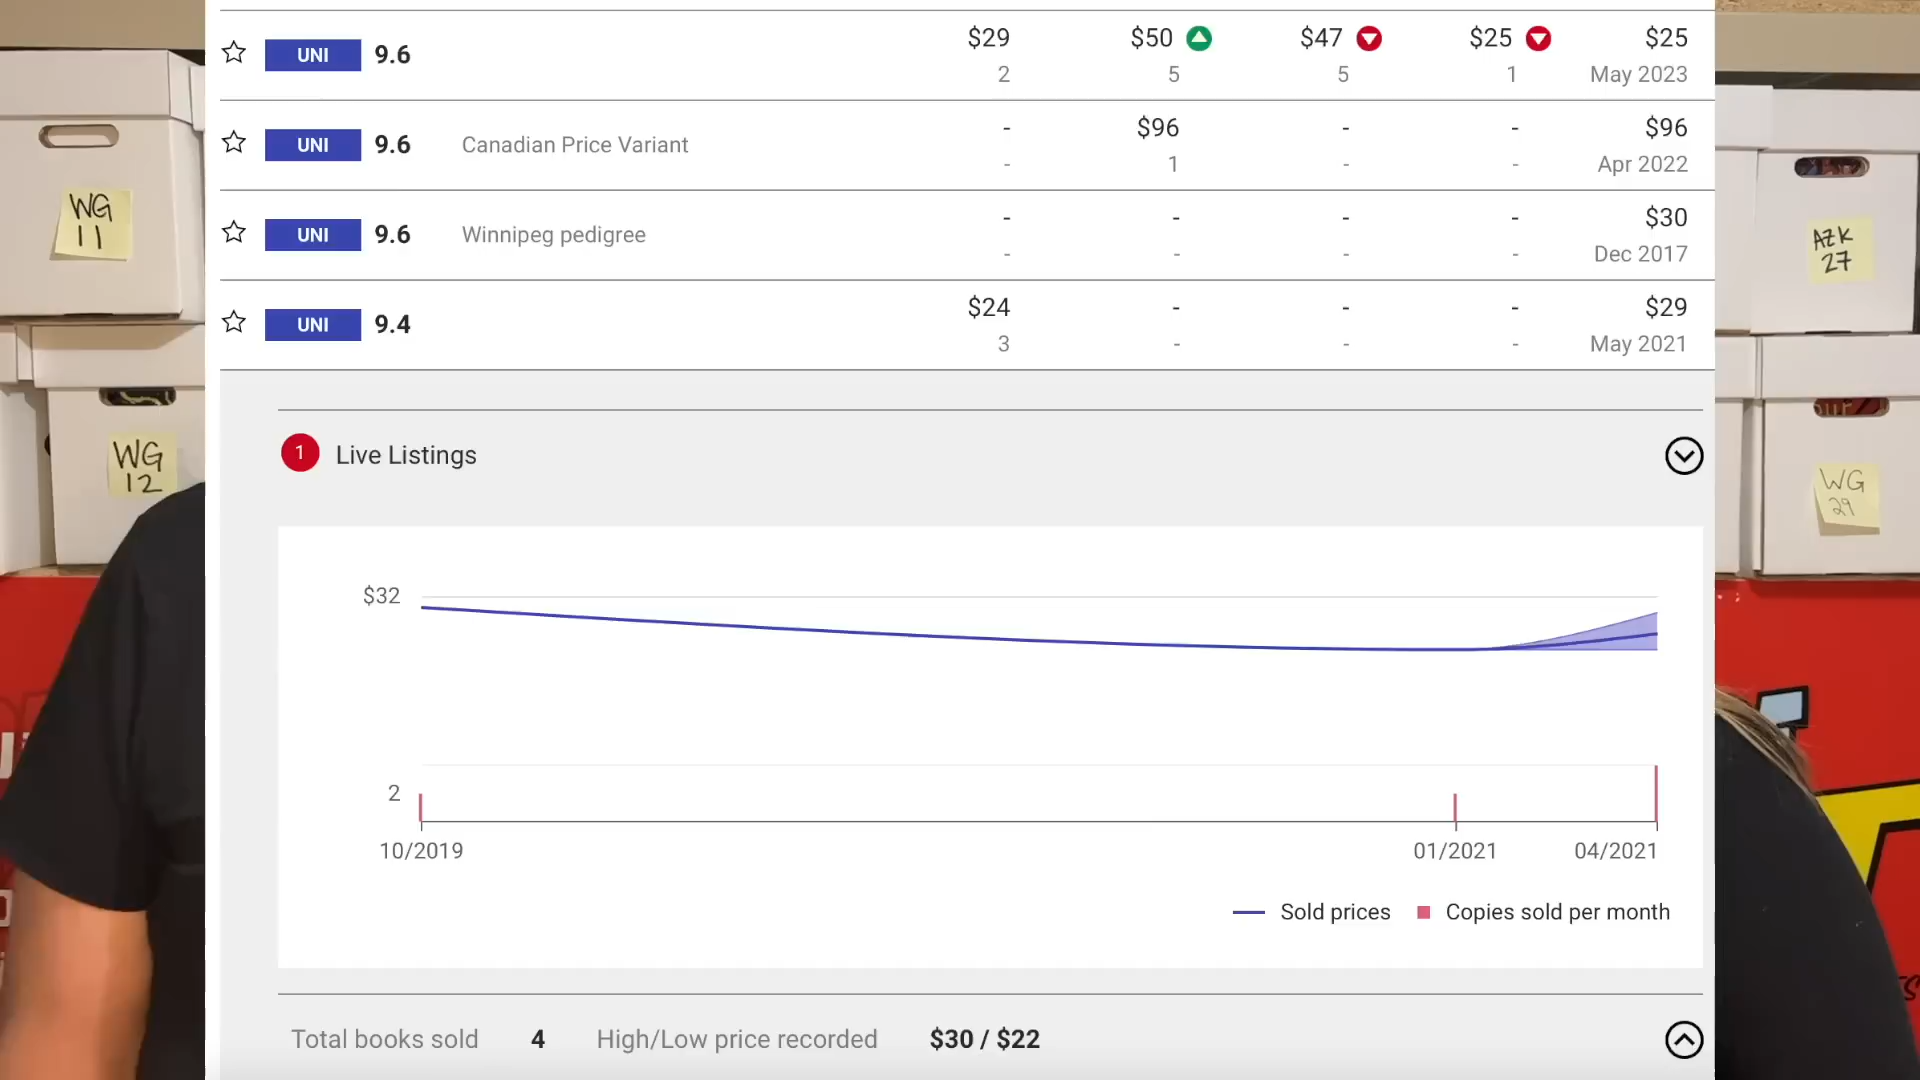 UNI 9.6 $29 $50 $47 $25 $25
2 5 5 1 May 2023
UNI 9.6 Canadian Price Variant - $96 - - $96
- 1 - - Apr 2022
UNI 9.6 Winnipeg pedigree - - - - $30
- - - - Dec 2017
UNI 9.4 $24 - - - $29
3 - - - May 2021
1 Live Listings
$32
2
10/2019 01/2021 04/2021
Sold prices Copies sold per month
Total books sold 4 High/Low price recorded $30 / $22
WG
11
WG
12
AZK
27
WG
29